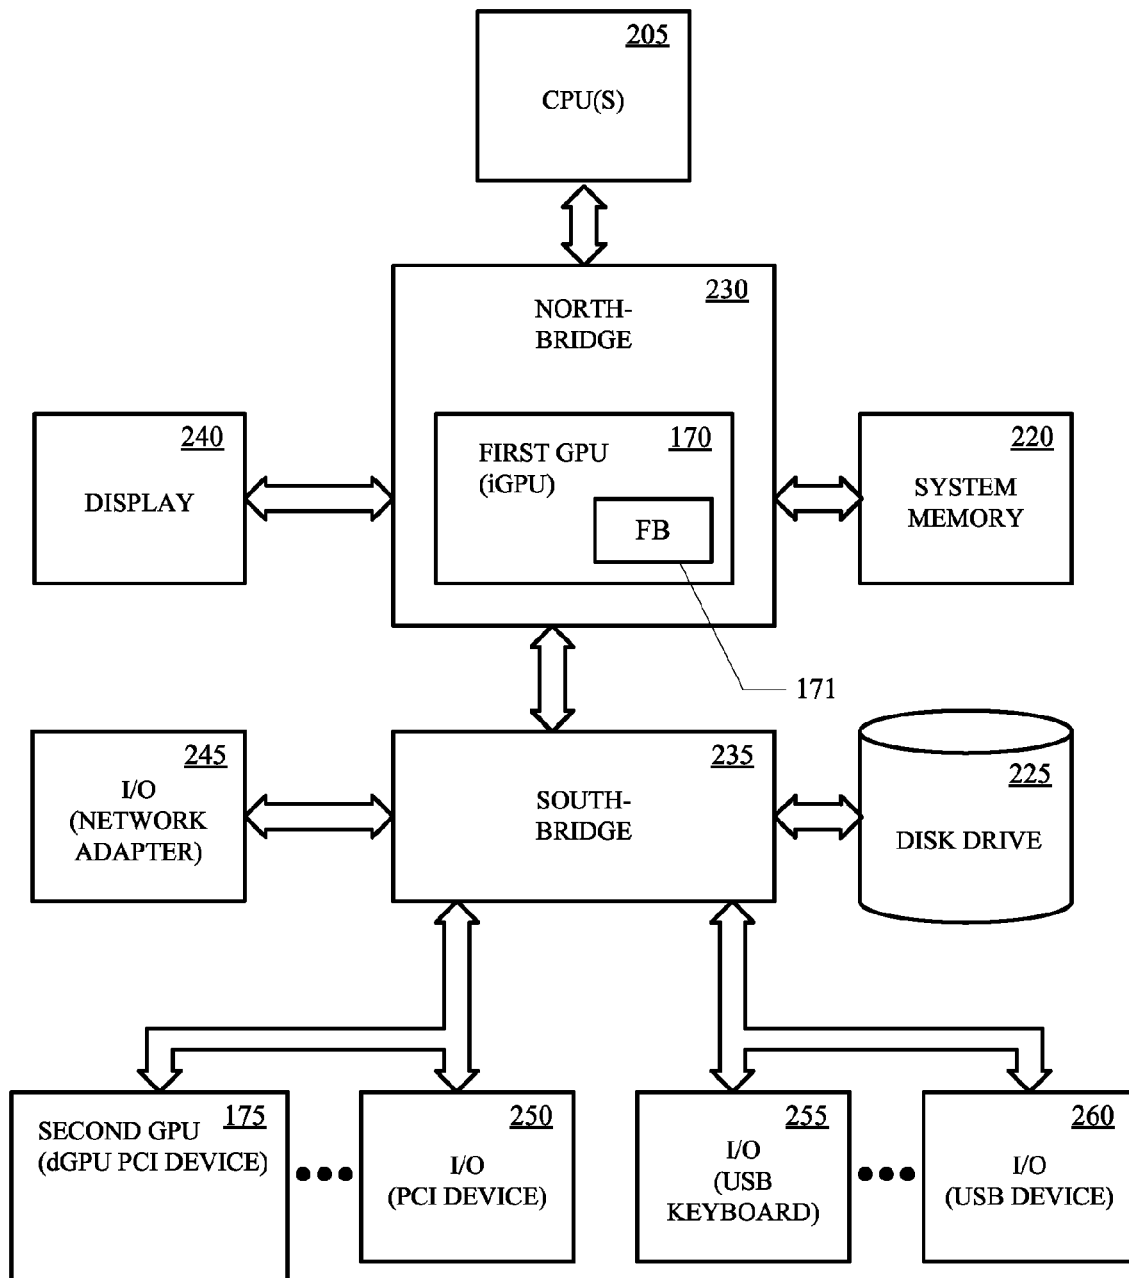 205
CPU(S)
230
NORTH-
BRIDGE
240
DISPLAY
170
FIRST GPU
(iGPU)
FB
220
SYSTEM
MEMORY
171
245
I/O
(NETWORK
ADAPTER)
235
SOUTH-
BRIDGE
225
DISK DRIVE
175
SECOND GPU
(dGPU PCI DEVICE)
250
I/O
(PCI DEVICE)
255
I/O
(USB
KEYBOARD)
260
I/O
(USB DEVICE)